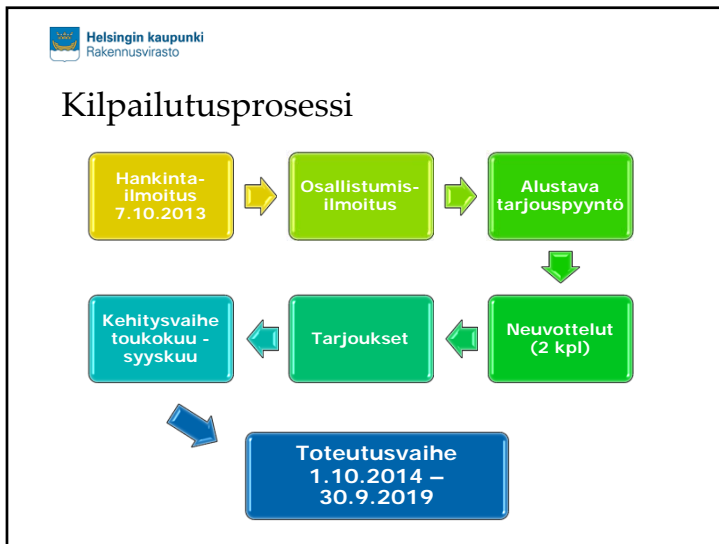 Helsingin kaupunki
Rakennusvirasto
Kilpailutusprosessi
Hankinta-
ilmoitus
7.10.2013
Osallistumis-
ilmoitus
Alustava
tarjouspyyntö
Neuvottelut
(2 kpl)
Tarjoukset
Kehitysvaihe
toukokuu -
syyskuu
Toteutusvaihe
1.10.2014 –
30.9.2019